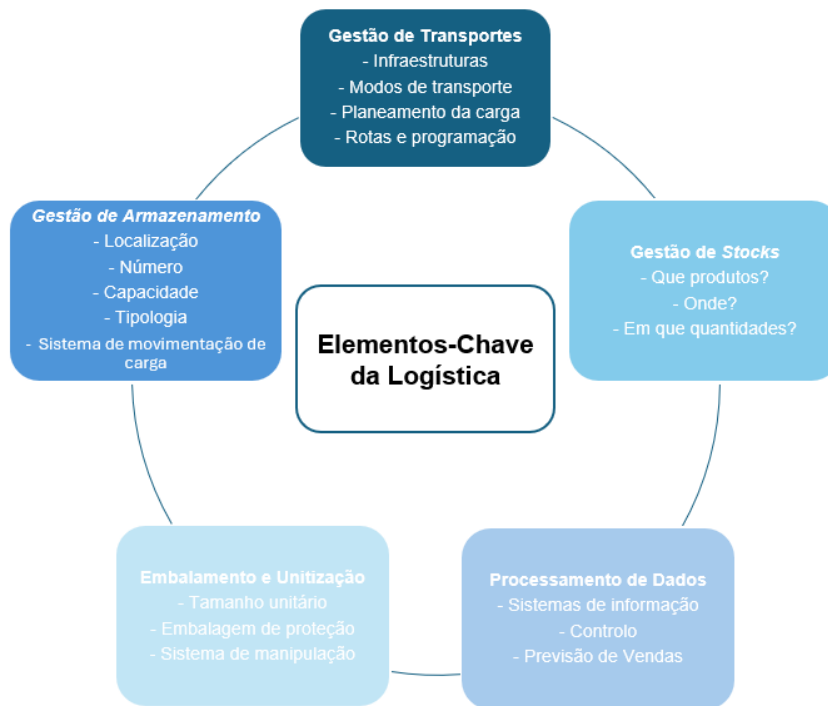 Gestão de Transportes
- Infraestruturas
- Modos de transporte
- Planeamento da carga
- Rotas e programação
Gestão de Armazenamento
- Localização
- Número
- Capacidade
- Tipologia
- Sistema de movimentação de
carga
Gestão de Stocks
- Que produtos?
- Onde?
- Em que quantidades?
Elementos-Chave
da Logística
Embalamento e Unitização
- Tamanho unitário
- Embalagem de proteção
- Sistema de manipulação
Processamento de Dados
- Sistemas de informação
- Controlo
- Previsão de Vendas